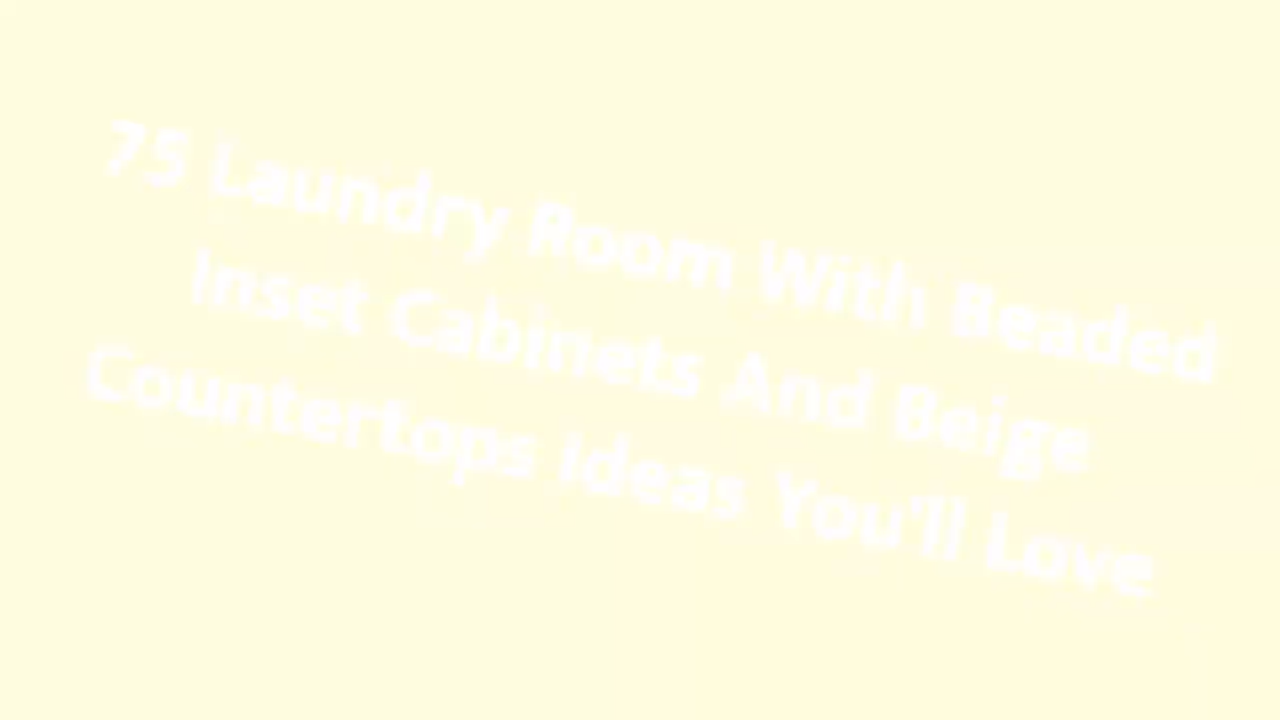 75 Laundry Room With Beaded
Inset Cabinets And Beige
Countertops Ideas You'll Love